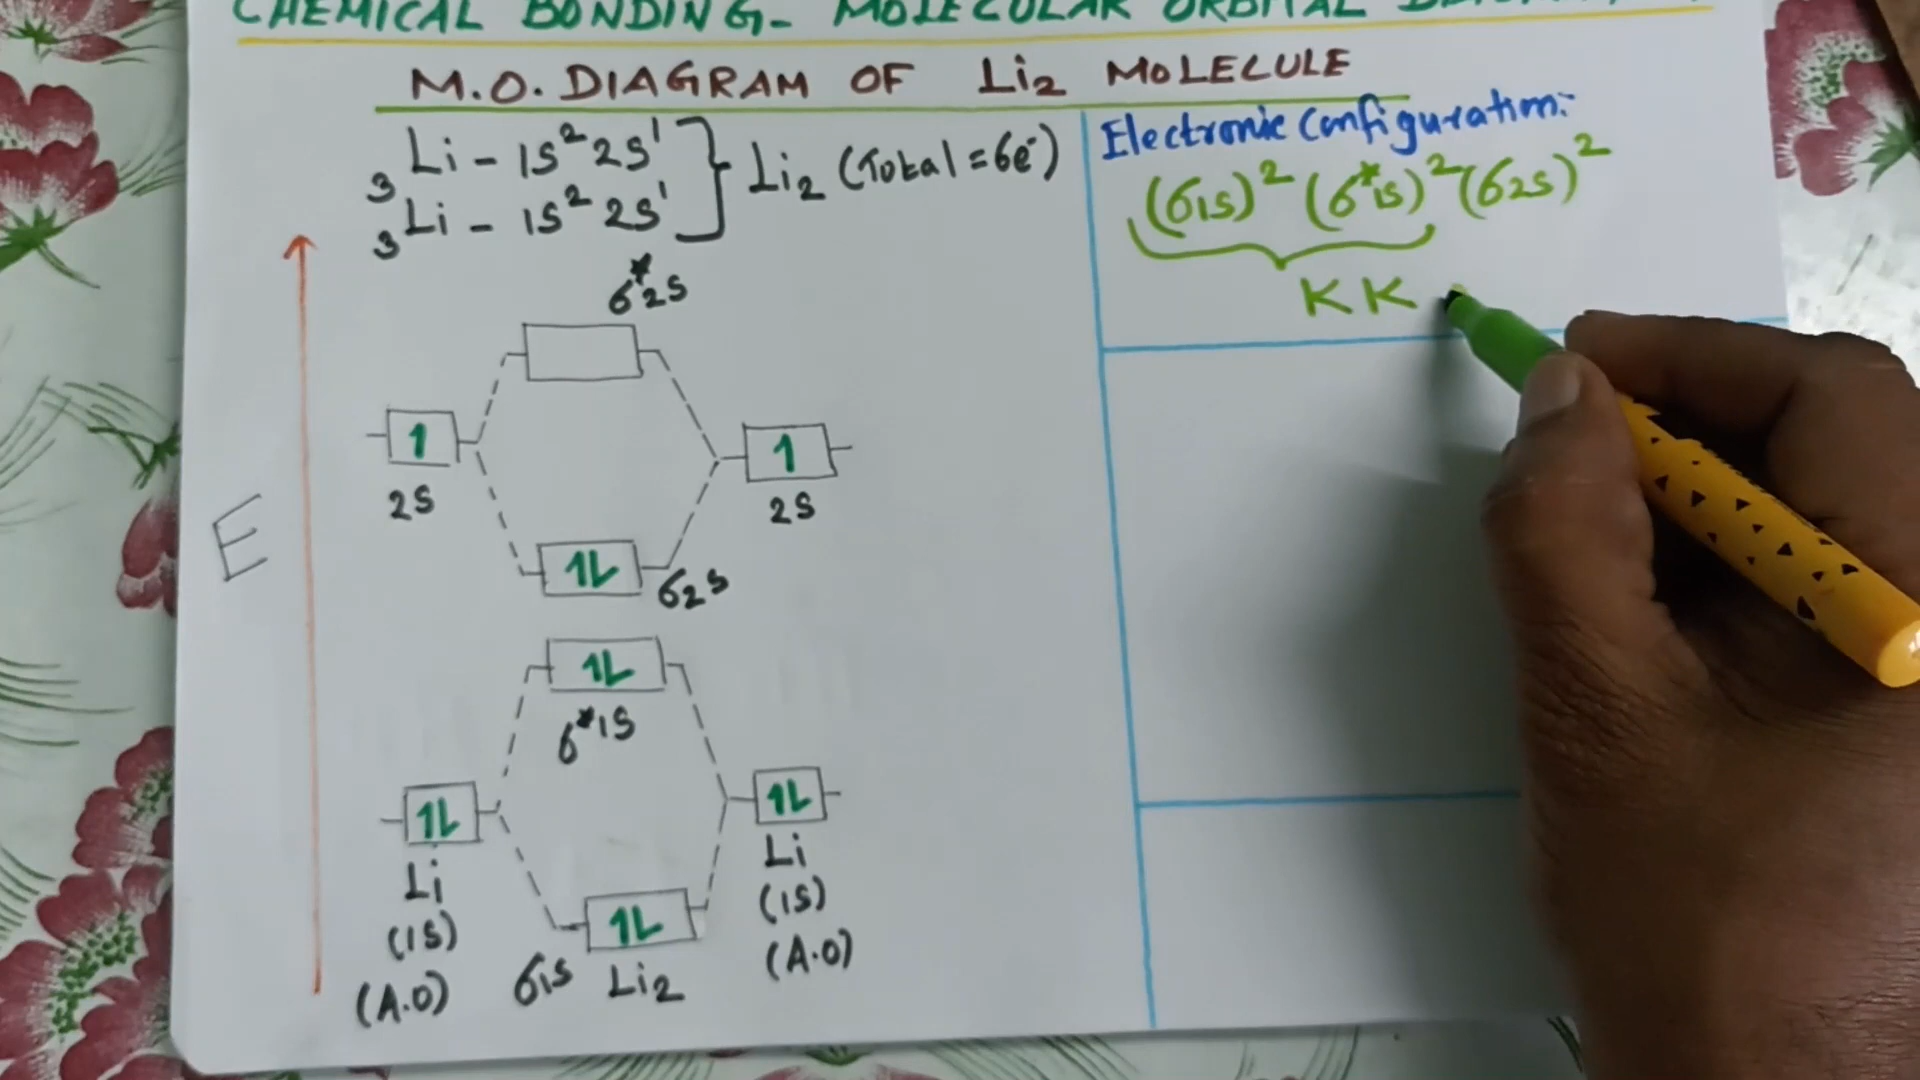 CHEMICAL BONDING- MOLECULAR ORBITAL
M.O. DIAGRAM OF Li2 MOLECULE
3Li - 1S² 2S¹
3Li - 1S² 2S¹
Li2 (Total = 6e⁻)
σ*2S
1
2S
1
2S
E
1L
σ2S
1L
σ*1S
1L
Li
(1S)
(A.O)
1L
Li
(1S)
(A.O)
1L
σ1S
Li2
Electronic Configuration:-
(σ1S)² (σ*1S)² (σ2S)²
KK